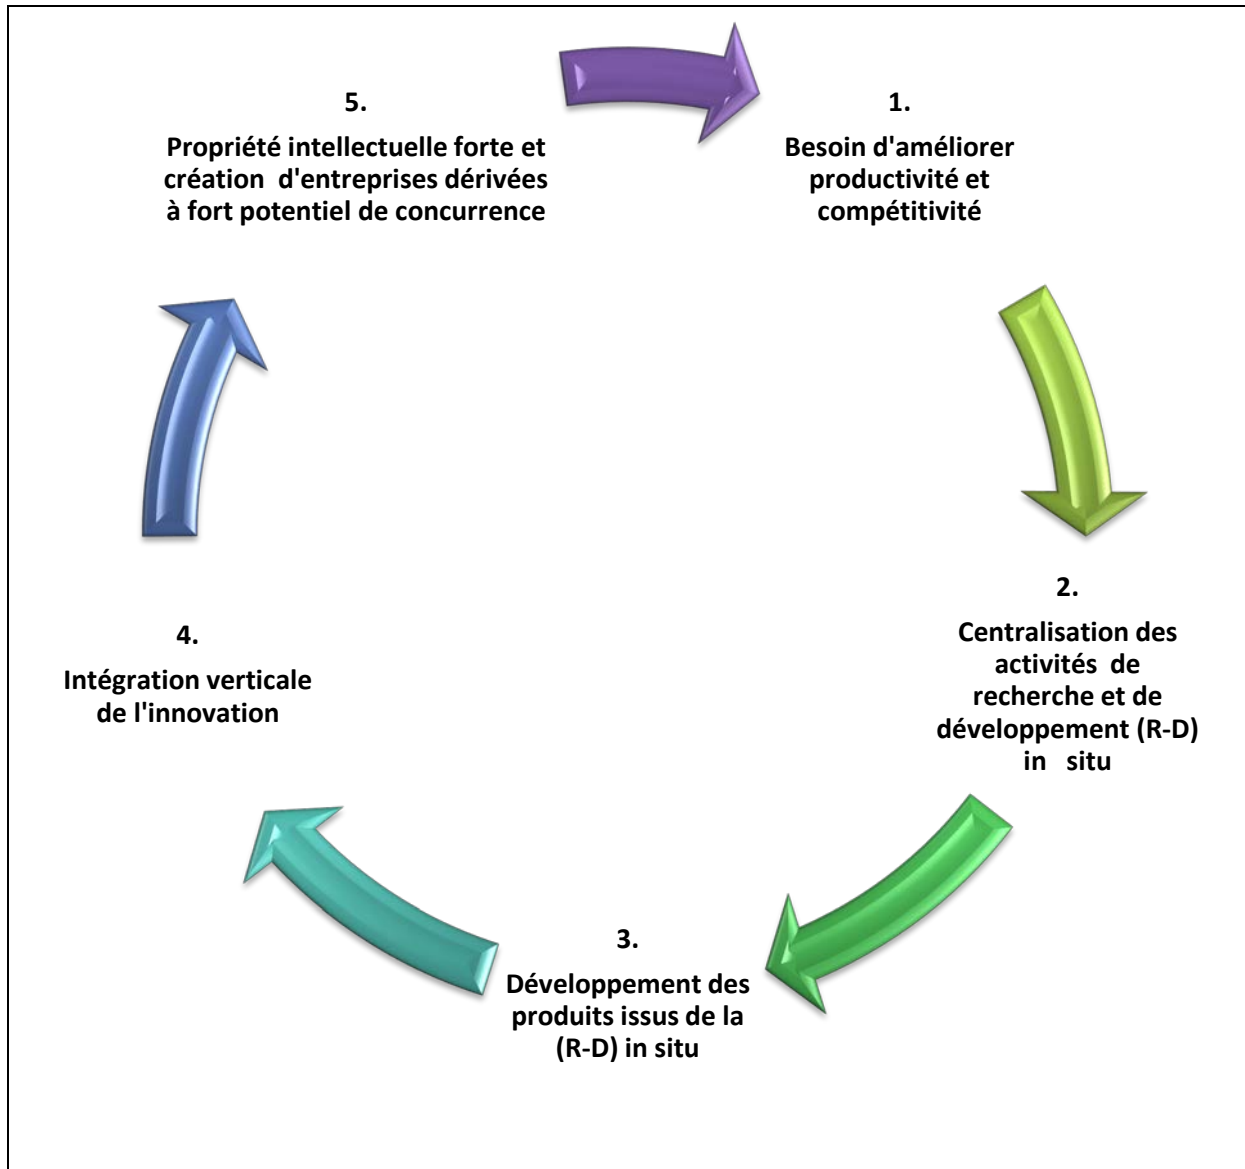 1.
Besoin d'améliorer
productivité et
compétitivité
2.
Centralisation des
activités de
recherche et de
développement (R-D)
in situ
3.
Développement des
produits issus de la
(R-D) in situ
4.
Intégration verticale
de l'innovation
5.
Propriété intellectuelle forte et
création d'entreprises dérivées
à fort potentiel de concurrence